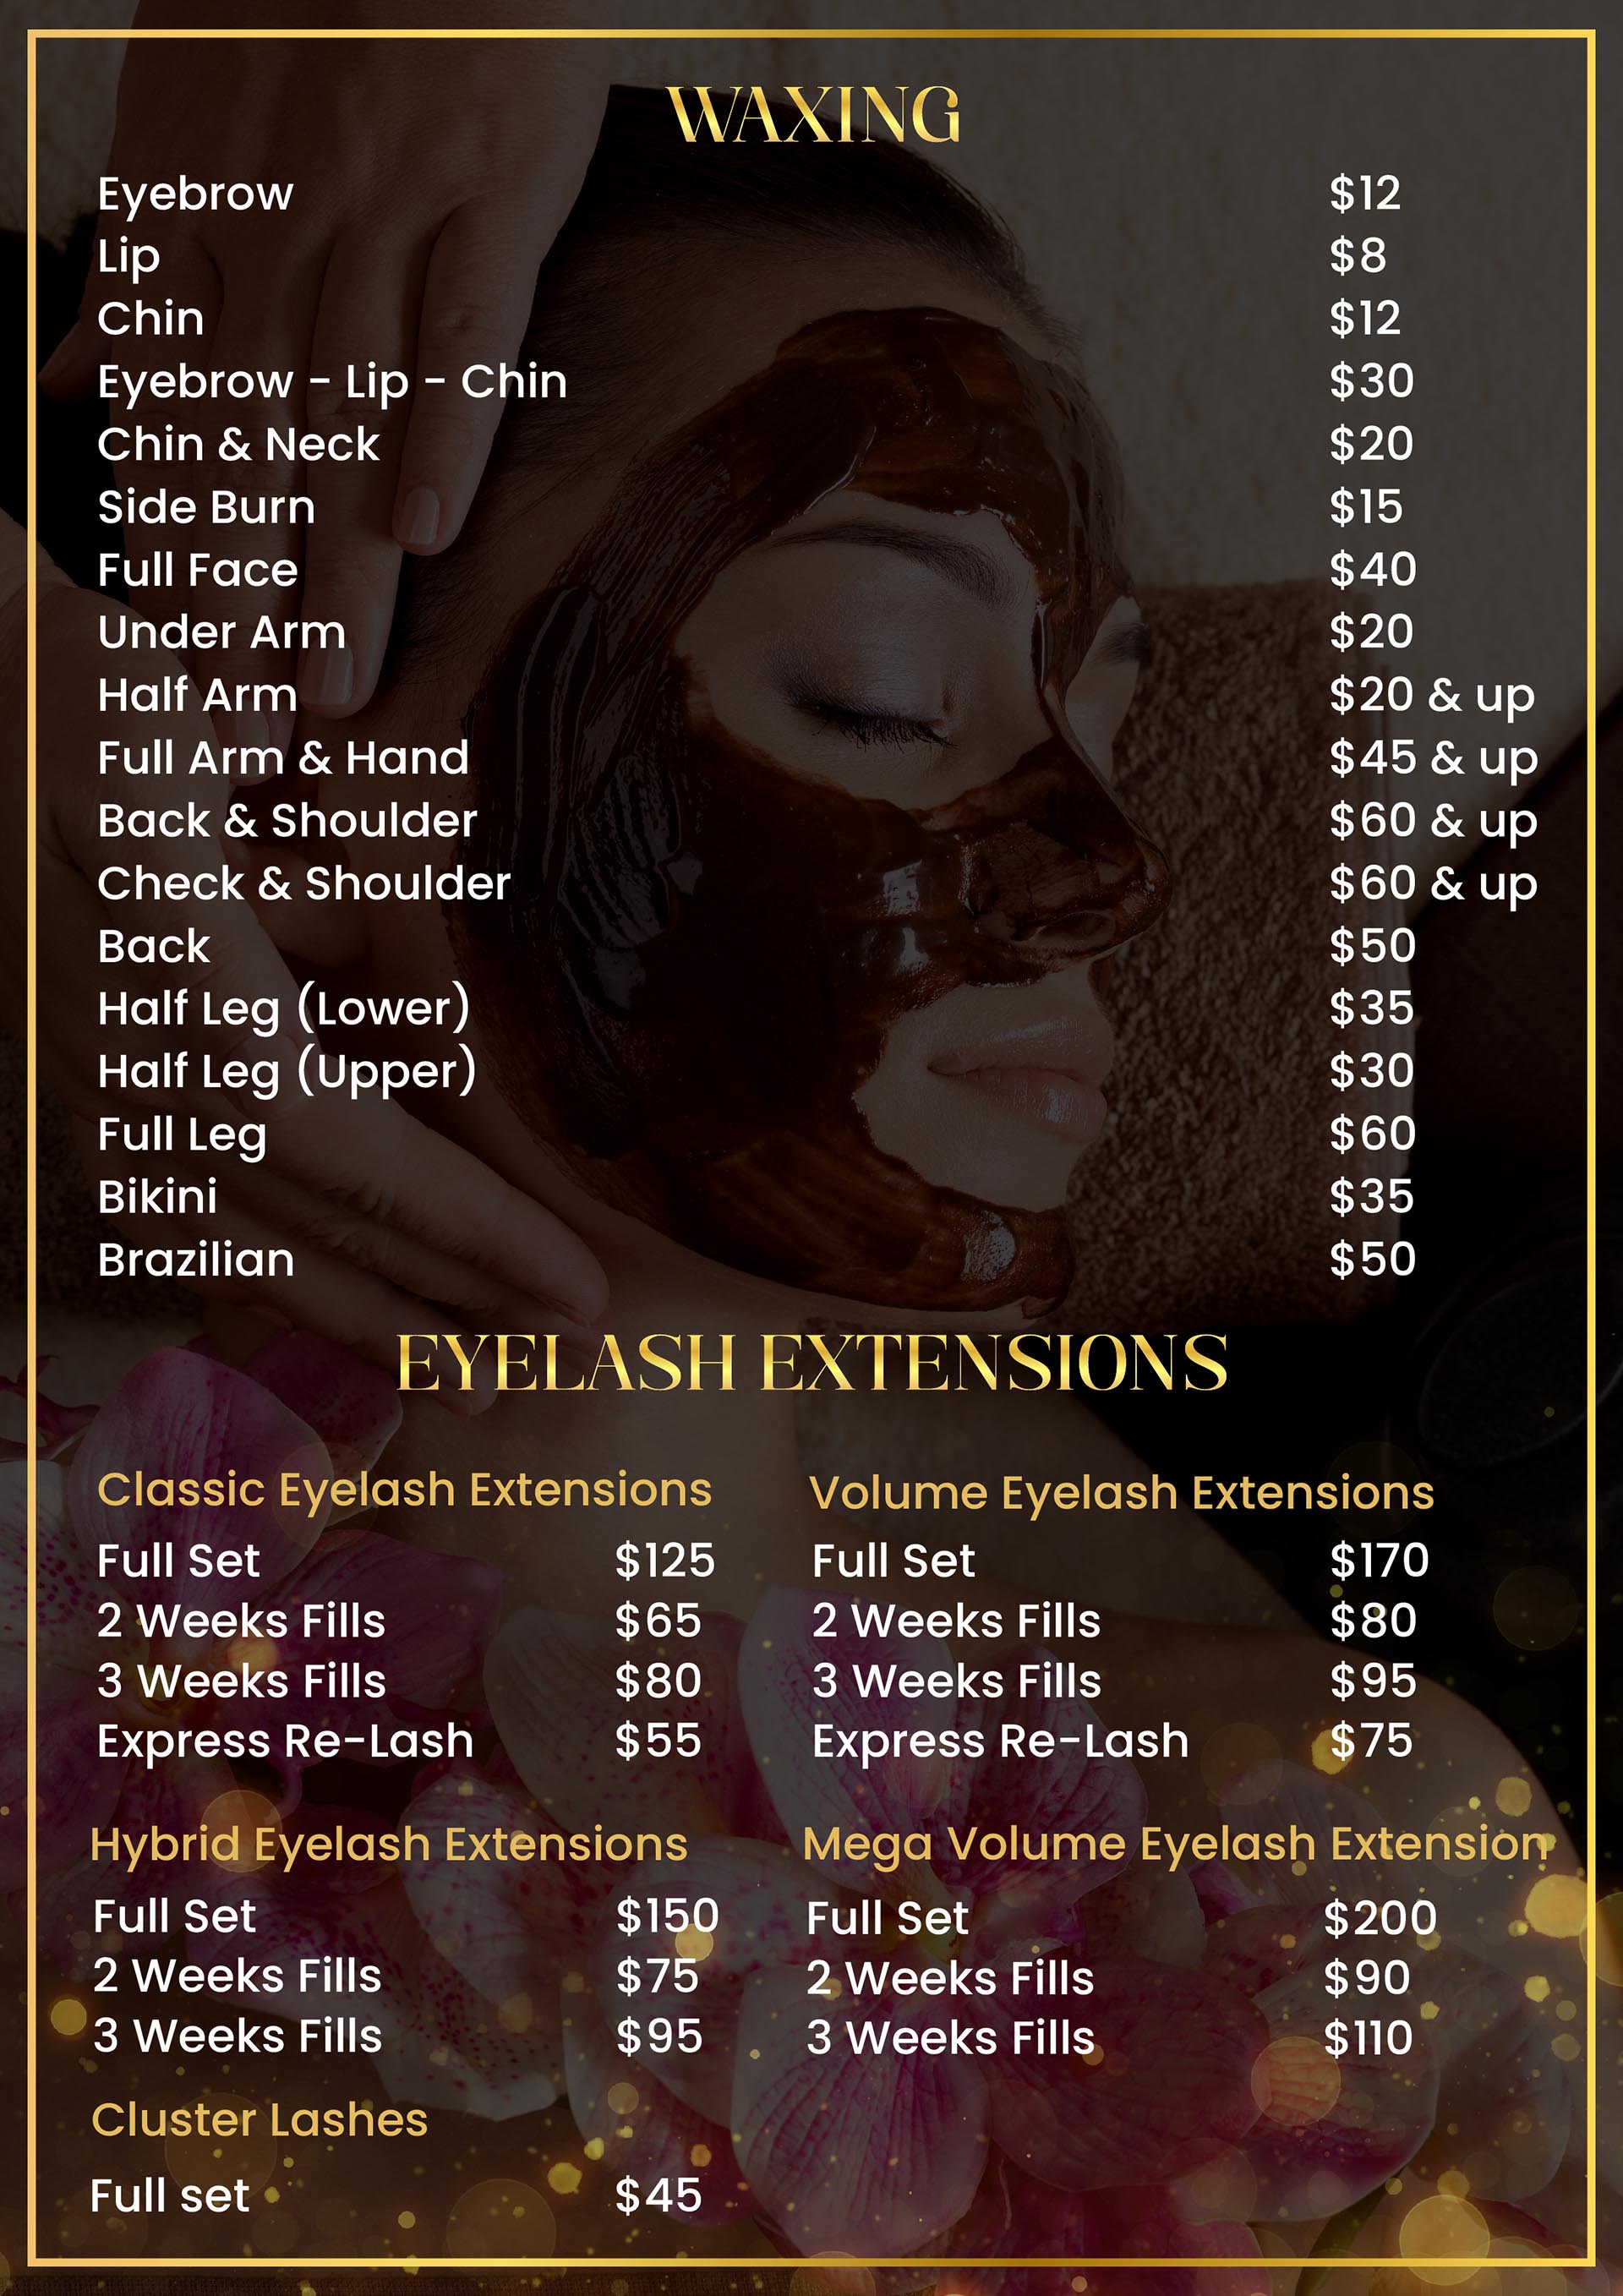 WAXING
Eyebrow $12
Lip $8
Chin $12
Eyebrow - Lip - Chin $30
Chin & Neck $20
Side Burn $15
Full Face $40
Under Arm $20
Half Arm $20 & up
Full Arm & Hand $45 & up
Back & Shoulder $60 & up
Check & Shoulder $60 & up
Back $50
Half Leg (Lower) $35
Half Leg (Upper) $30
Full Leg $60
Bikini $35
Brazilian $50
EYELASH EXTENSIONS
Classic Eyelash Extensions
Full Set $125
2 Weeks Fills $65
3 Weeks Fills $80
Express Re-Lash $55
Volume Eyelash Extensions
Full Set $170
2 Weeks Fills $80
3 Weeks Fills $95
Express Re-Lash $75
Hybrid Eyelash Extensions
Full Set $150
2 Weeks Fills $75
3 Weeks Fills $95
Mega Volume Eyelash Extension
Full Set $200
2 Weeks Fills $90
3 Weeks Fills $110
Cluster Lashes
Full set $45